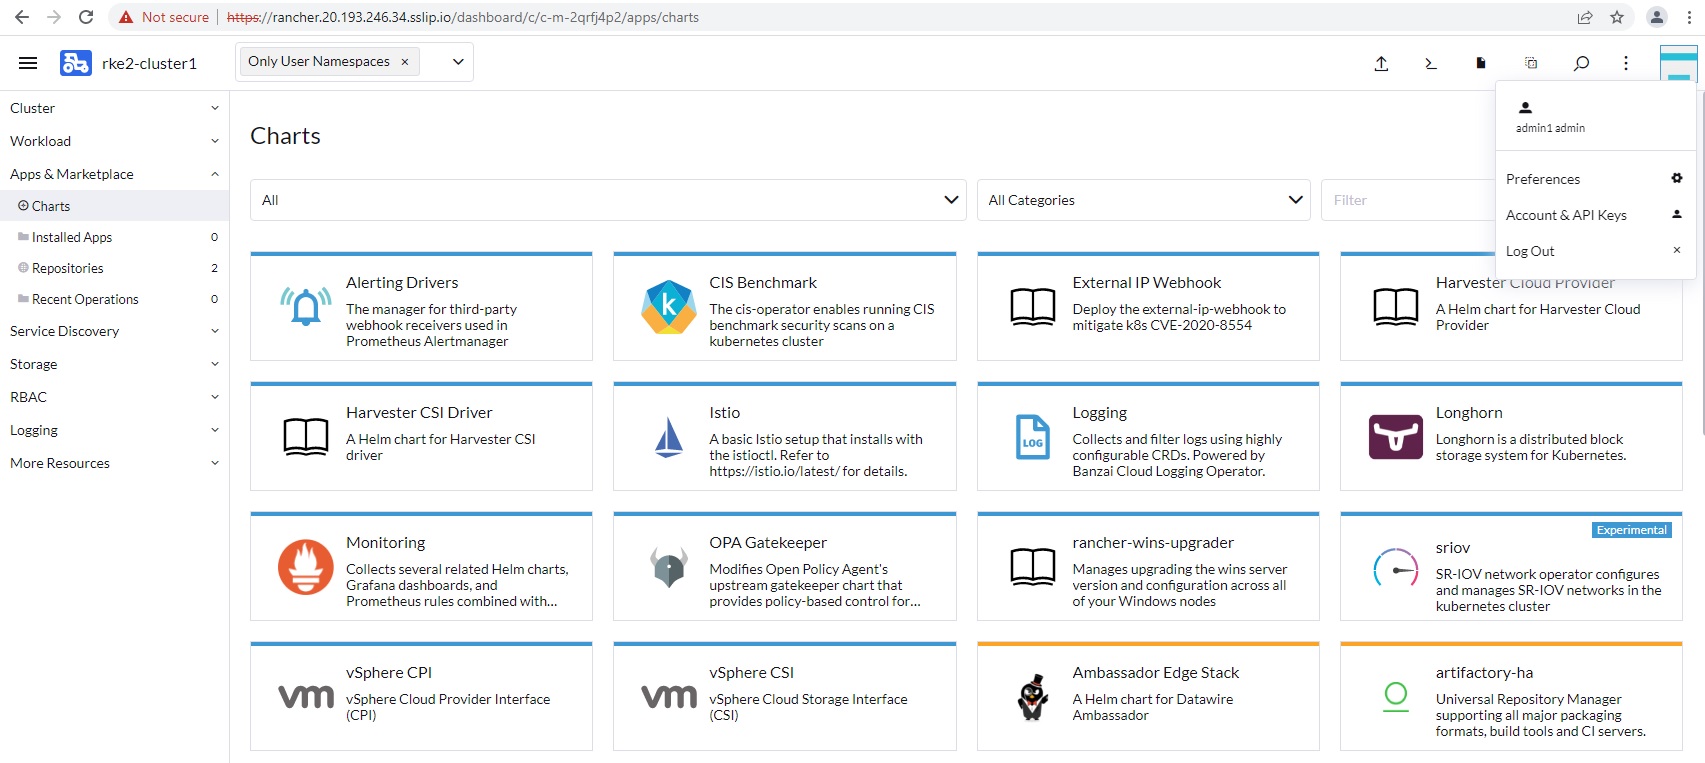 Not secure
https://rancher.20.193.246.34.sslip.io/dashboard/c/c-m-2qrfj4p2/apps/charts
rke2-cluster1
Only User Namespaces ×
admin1 admin
Preferences
Account & API Keys
Log Out
Cluster
Workload
Apps & Marketplace
Charts
Installed Apps 0
Repositories 2
Recent Operations 0
Service Discovery
Storage
RBAC
Logging
More Resources
Charts
All
All Categories
Filter
Alerting Drivers
The manager for third-party
webhook receivers used in
Prometheus Alertmanager
CIS Benchmark
The cis-operator enables running CIS
benchmark security scans on a
kubernetes cluster
External IP Webhook
Deploy the external-ip-webhook to
mitigate k8s CVE-2020-8554
Harvester Cloud Provider
A Helm chart for Harvester Cloud
Provider
Harvester CSI Driver
A Helm chart for Harvester CSI
driver
Istio
A basic Istio setup that installs with
the istioctl. Refer to
https://istio.io/latest/ for details.
LOG
Logging
Collects and filter logs using highly
configurable CRDs. Powered by
Banzai Cloud Logging Operator.
Longhorn
Longhorn is a distributed block
storage system for Kubernetes.
Monitoring
Collects several related Helm charts,
Grafana dashboards, and
Prometheus rules combined with...
OPA Gatekeeper
Modifies Open Policy Agent's
upstream gatekeeper chart that
provides policy-based control for...
rancher-wins-upgrader
Manages upgrading the wins server
version and configuration across all
of your Windows nodes
Experimental
sriov
SR-IOV network operator configures
and manages SR-IOV networks in the
kubernetes cluster
vm
vSphere CPI
vSphere Cloud Provider Interface
(CPI)
vm
vSphere CSI
vSphere Cloud Storage Interface
(CSI)
Ambassador Edge Stack
A Helm chart for Datawire
Ambassador
artifactory-ha
Universal Repository Manager
supporting all major packaging
formats, build tools and CI servers.